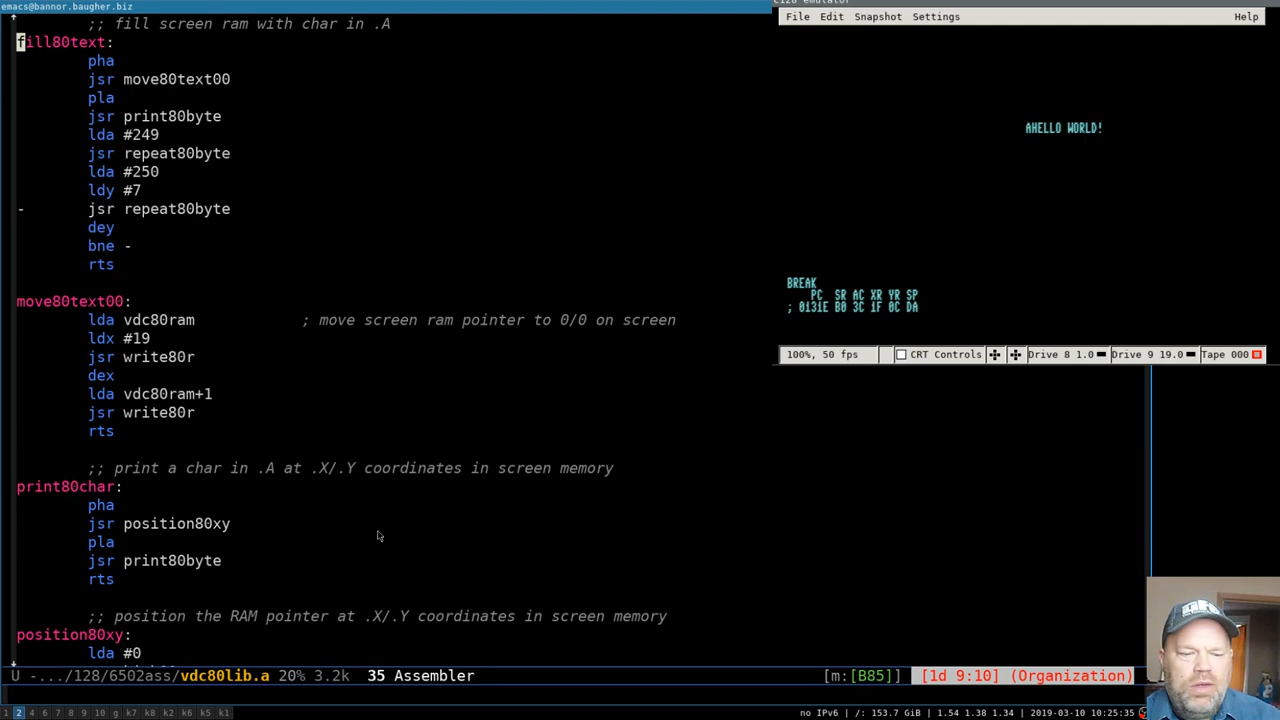 emacs@bannor.baugher.biz
;; fill screen ram with char in .A
fill80text:
pha
jsr move80text00
pla
jsr print80byte
lda #249
jsr repeat80byte
lda #250
ldy #7
- jsr repeat80byte
dey
bne -
rts
move80text00:
lda vdc80ram ; move screen ram pointer to 0/0 on screen
ldx #19
jsr write80r
dex
lda vdc80ram+1
jsr write80r
rts
;; print a char in .A at .X/.Y coordinates in screen memory
print80char:
pha
jsr position80xy
pla
jsr print80byte
rts
;; position the RAM pointer at .X/.Y coordinates in screen memory
position80xy:
lda #0
U -.../128/6502ass/vdc80lib.a 20% 3.2k 35 Assembler [m:[B85]] [1d 9:10] (Organization)
1 2 3 4 5 6 7 8 9 10 g k7 k8 k2 k6 k5 k1 no IPv6 | /: 153.7 GiB | 1.54 1.38 1.34 | 2019-03-10 10:25:35
C128 emulator
File Edit Snapshot Settings Help
AHELLO WORLD!
BREAK
PC SR AC XR YR SP
; 0131E B0 3C 1F 0C DA
100%, 50 fps CRT Controls Drive 8 1.0 Drive 9 19.0 Tape 000